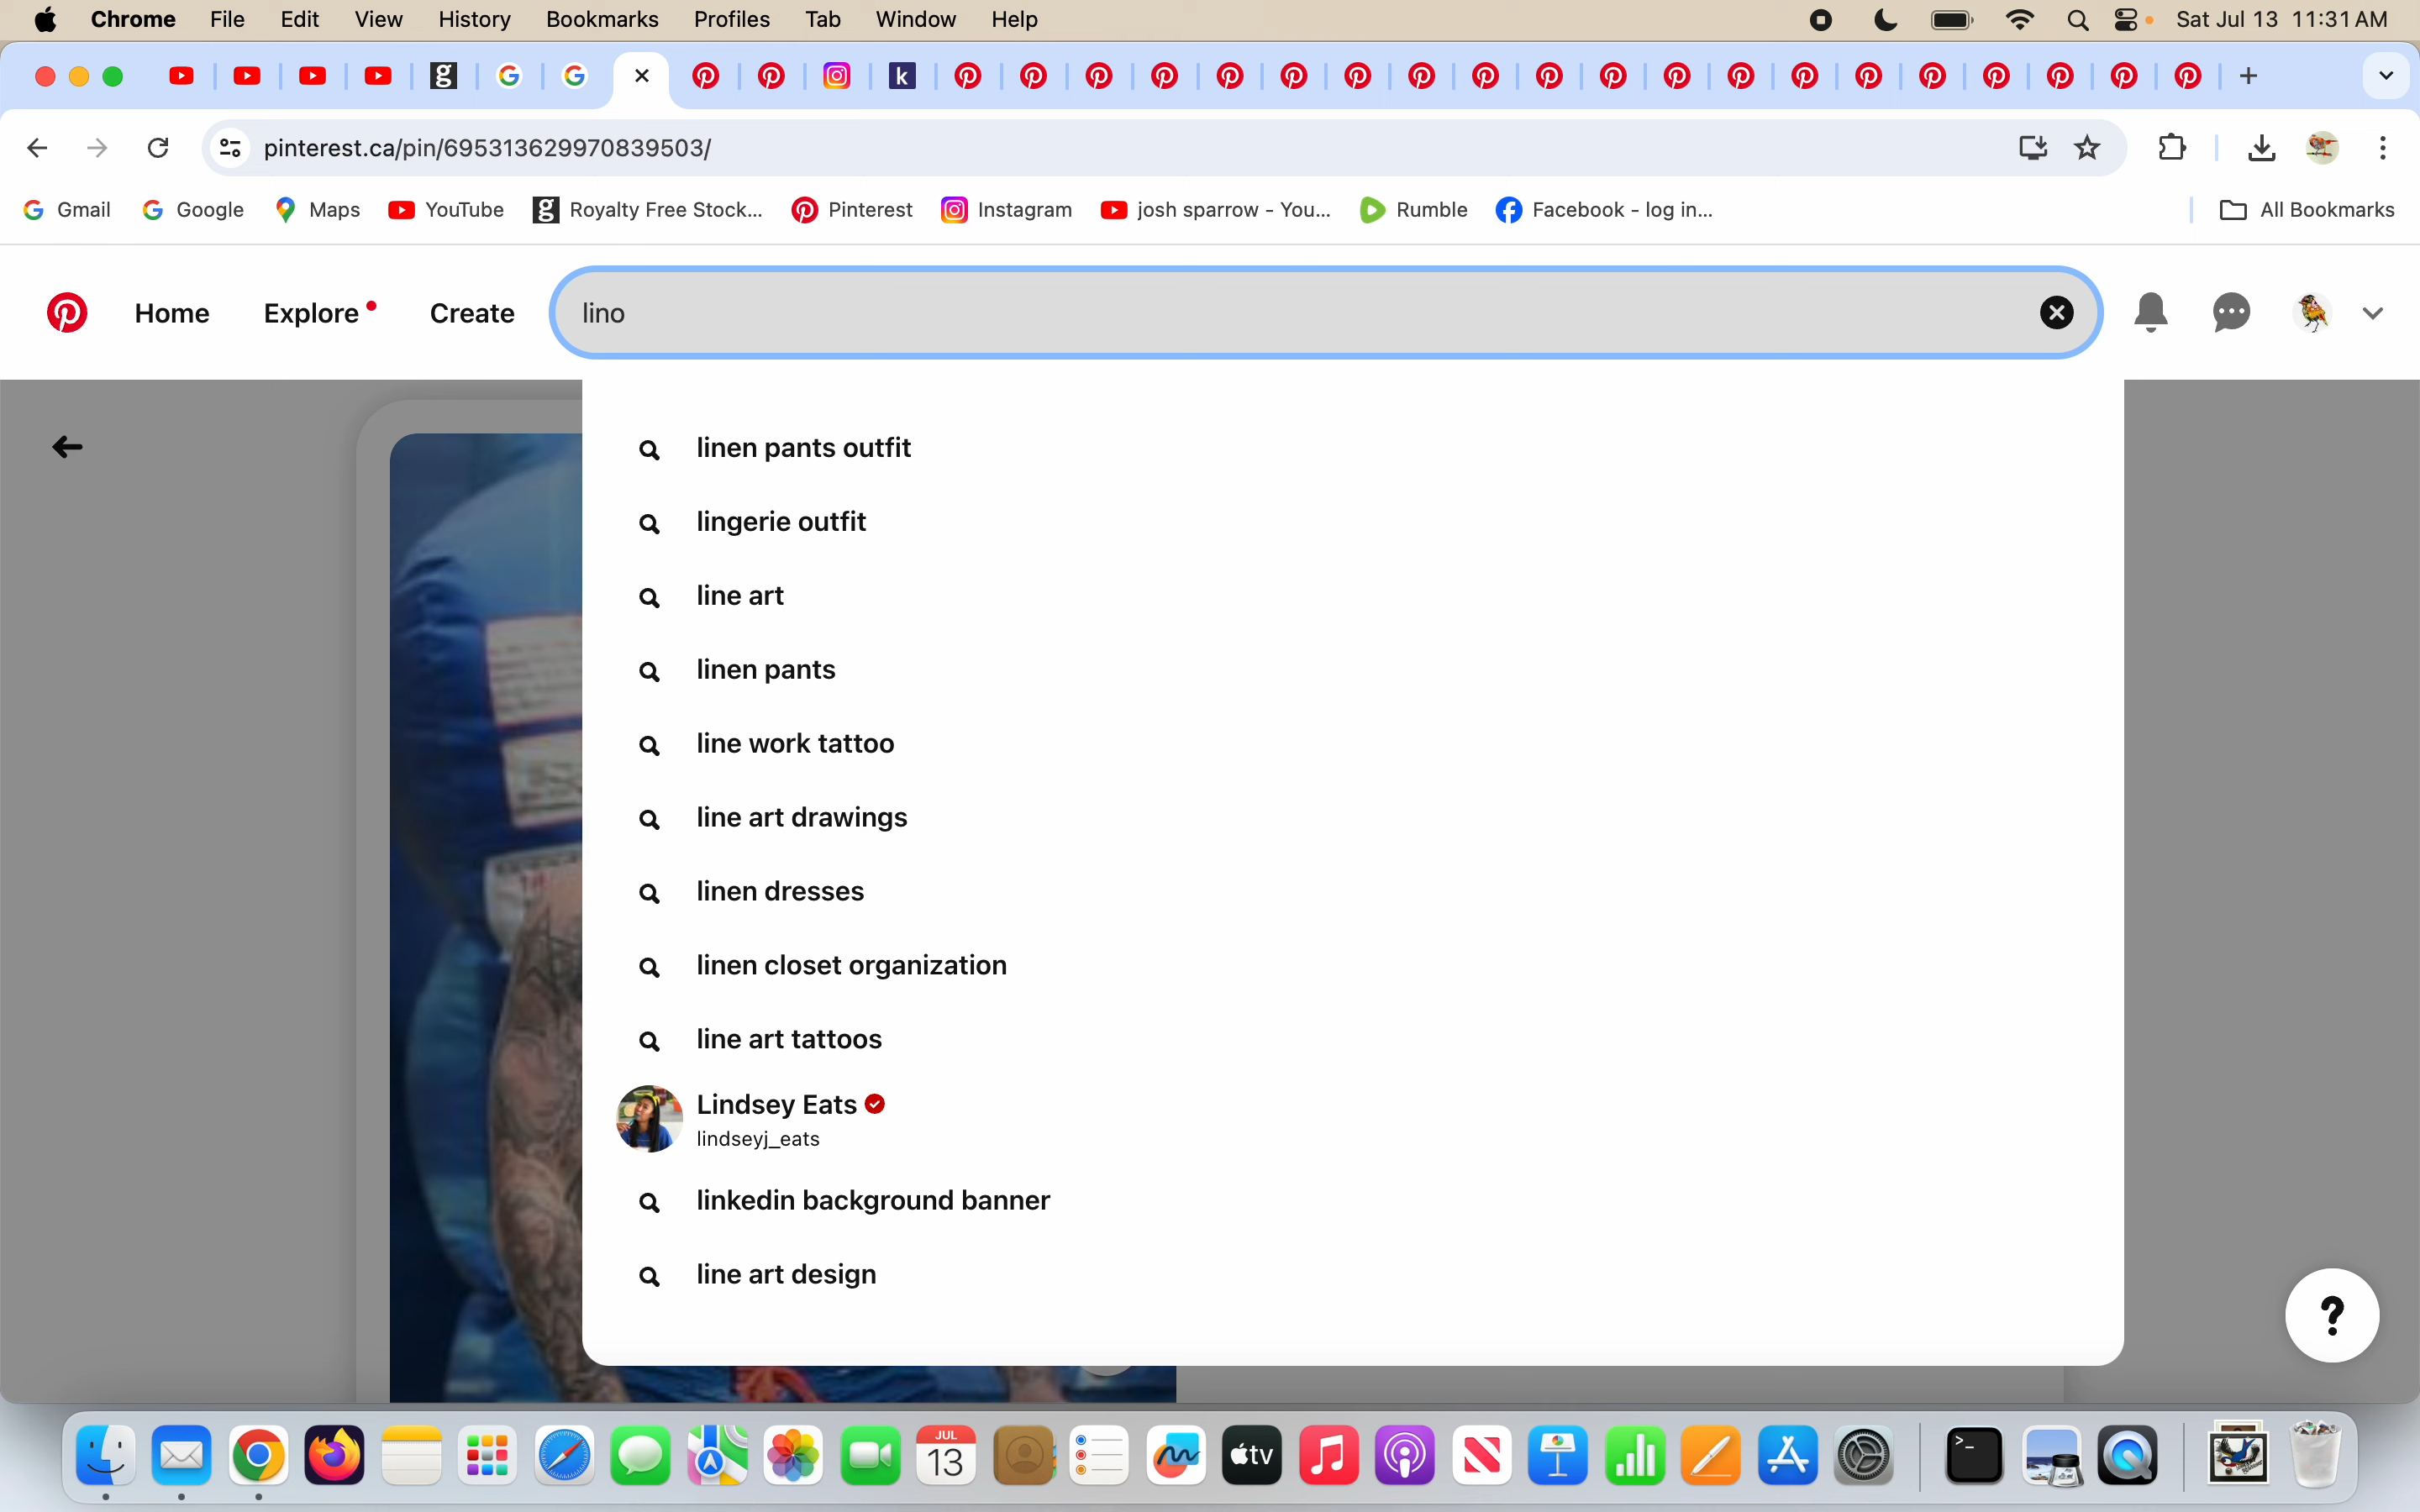 Chrome File Edit View History Bookmarks Profiles Tab Window Help Sat Jul 13 11:31 AM
pinterest.ca/pin/695313629970839503/
Gmail Google Maps YouTube Royalty Free Stock... Pinterest Instagram josh sparrow - You... Rumble Facebook - log in... All Bookmarks
Home Explore Create lino
linen pants outfit
lingerie outfit
line art
linen pants
line work tattoo
line art drawings
linen dresses
linen closet organization
line art tattoos
Lindsey Eats
lindseyj_eats
linkedin background banner
line art design
?
JUL
13
tv